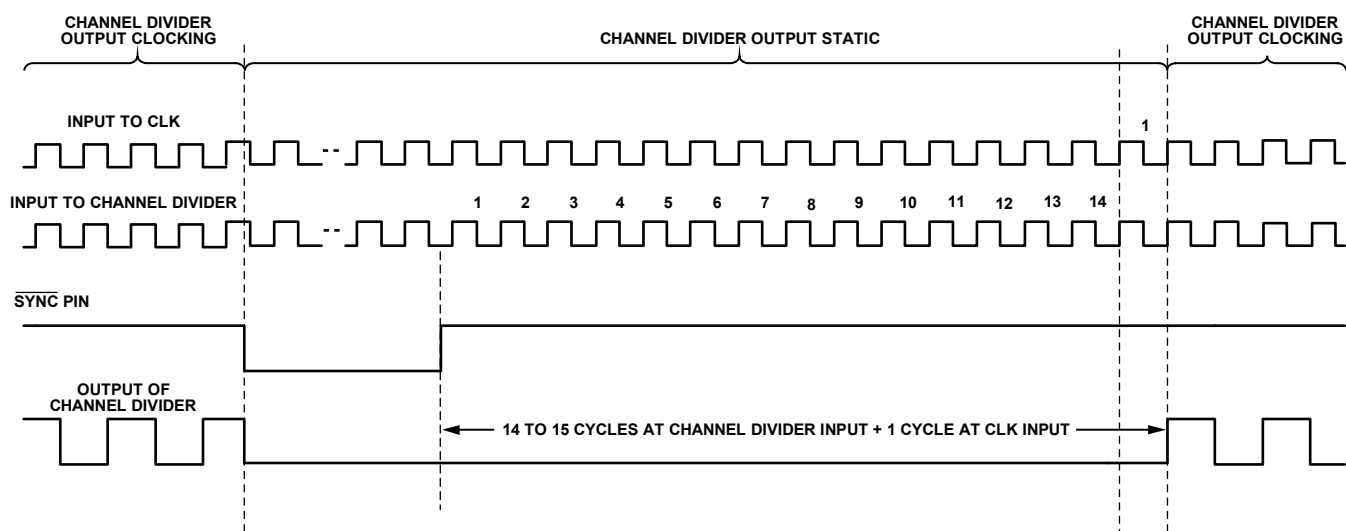 CHANNEL DIVIDER
OUTPUT CLOCKING
CHANNEL DIVIDER OUTPUT STATIC
CHANNEL DIVIDER
OUTPUT CLOCKING
INPUT TO CLK
1
INPUT TO CHANNEL DIVIDER
1 2 3 4 5 6 7 8 9 10 11 12 13 14
SYNC PIN
OUTPUT OF
CHANNEL DIVIDER
14 TO 15 CYCLES AT CHANNEL DIVIDER INPUT + 1 CYCLE AT CLK INPUT